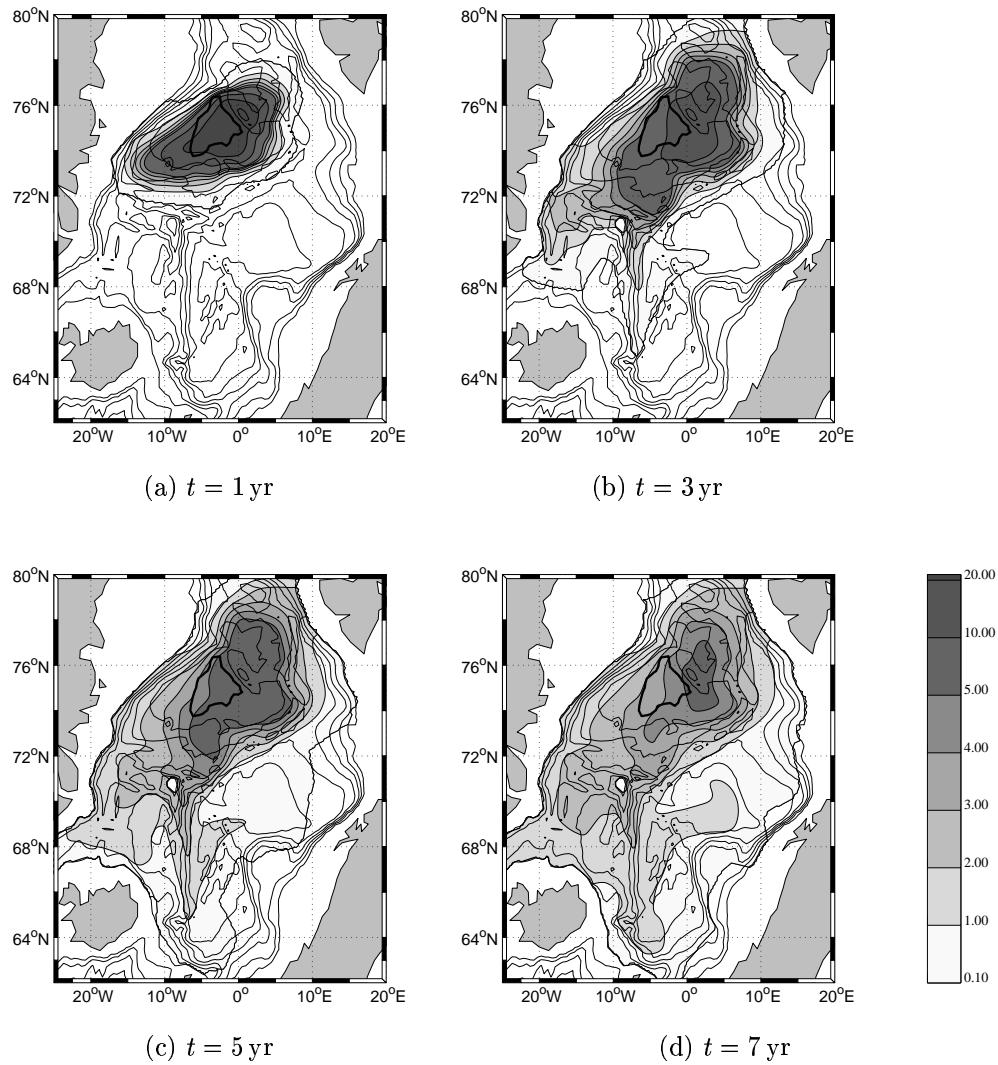 80°N 80°N
76°N 76°N
72°N 72°N
68°N 68°N
64°N 64°N
20°W 10°W 0° 10°E 20°E 20°W 10°W 0° 10°E 20°E
(a) t = 1 yr (b) t = 3 yr
80°N 80°N 20.00
10.00
76°N 76°N
5.00
4.00
72°N 72°N
3.00
68°N 68°N 2.00
1.00
64°N 64°N
0.10
20°W 10°W 0° 10°E 20°E 20°W 10°W 0° 10°E 20°E
(c) t = 5 yr (d) t = 7 yr